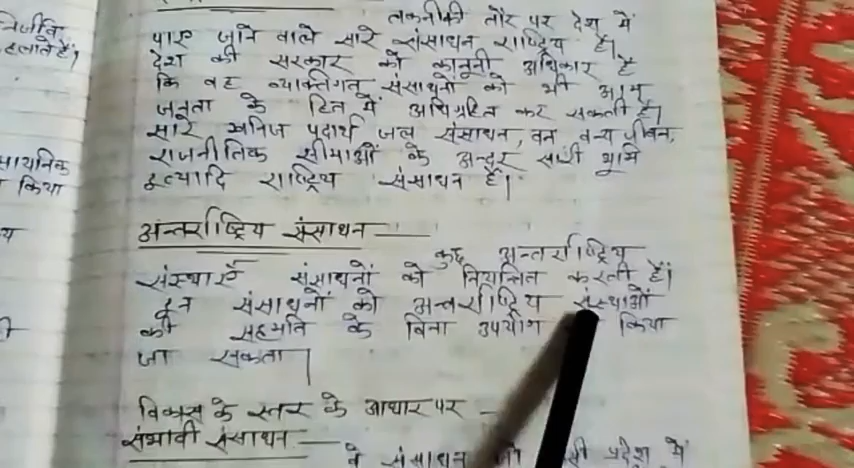 निर्जीव
कहलाते हैं।
तकनीकी तौर पर देश में
पाए जाने वाले सारे संसाधन राष्ट्रिय हैं।
देश की सरकार को कानूनी अधिकार है
कि वह व्यक्तिगत संसाधनों को भी आम
जनता के हित में अधिग्रहित कर सकती है।
सारे खनिज पदार्थ जल संसाधन, वन वन्य जीवन,
राजनीतिक सीमाओं के अन्दर सारी भूमि
इत्यादि राष्ट्रिय संसाधन हैं।
किया
अन्तर्राष्ट्रिय संसाधन —
कुछ अन्तर्राष्ट्रिय
संस्थाएँ संसाधनों को नियन्त्रित करती हैं।
इन संसाधनों को अन्तर्राष्ट्रिय संस्थाओं
की सहमति के बिना उपयोग किया
जा सकता।
विकास के स्तर के आधार पर —
संभावी संसाधन —
वे संसाधन प्रदेश में